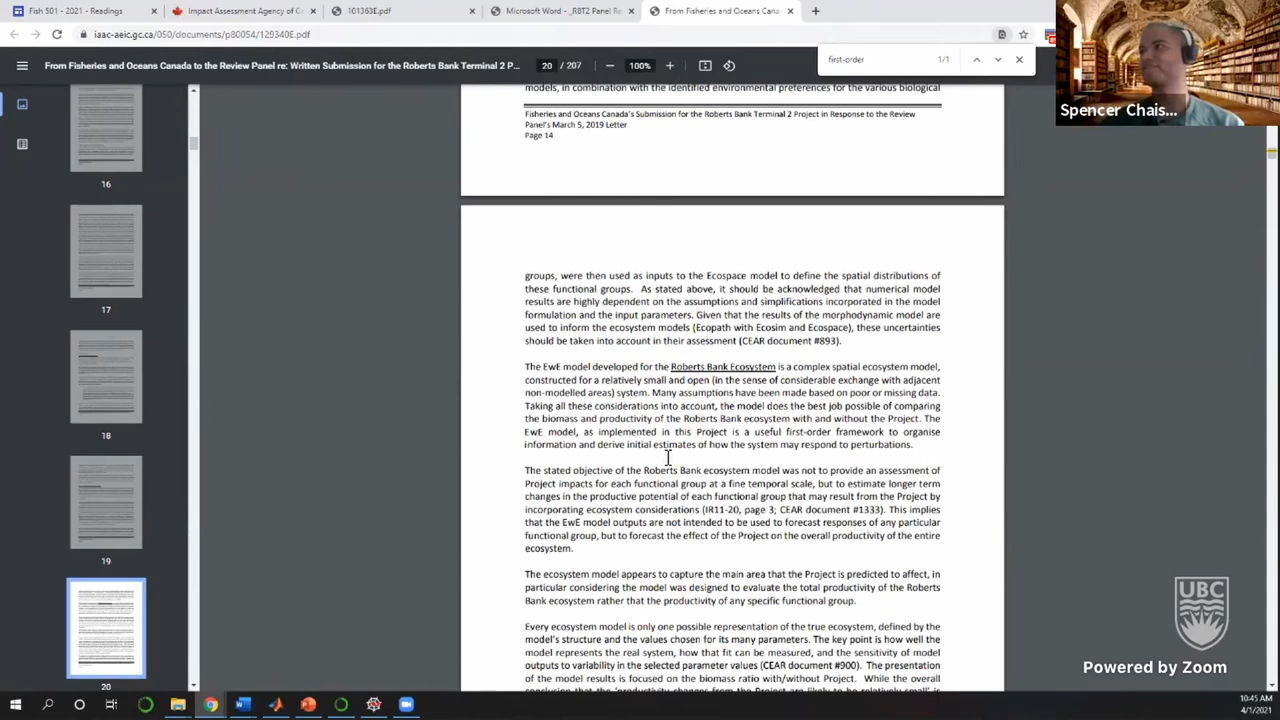 Fish 501 - 2021 - Readings
Impact Assessment Agency of C
101363E.pdf
Microsoft Word - _RBT2 Panel Re
From Fisheries and Oceans Cana
iaac-aeic.gc.ca/050/documents/p80054/129340E.pdf
From Fisheries and Oceans Canada to the Review Panel re: Written Submission for the Roberts Bank Terminal 2 P...
20 / 207
100%
first-order
1/1
Spencer Chais...
models, in combination with the identified environmental preferences for the various biological
Fisheries and Oceans Canada's Submission for the Roberts Bank Terminal 2 Project in Response to the Review
Panel's March 5, 2019 Letter
Page 14
16
17
18
19
20
groups, were then used as inputs to the Ecospace model to define the spatial distributions of
these functional groups. As stated above, it should be acknowledged that numerical model
results are highly dependent on the assumptions and simplifications incorporated in the model
formulation and the input parameters. Given that the results of the morphodynamic model are
used to inform the ecosystem models (Ecopath with Ecosim and Ecospace), these uncertainties
should be taken into account in their assessment (CEAR document #893).
The EwE model developed for the Roberts Bank Ecosystem is a complex spatial ecosystem model,
constructed for a relatively small and open (in the sense of considerable exchange with adjacent
non-modelled areas) system. Many assumptions have been made based on poor or missing data.
Taking all these considerations into account, the model does the best job possible of comparing
the biomass and productivity of the Roberts Bank ecosystem with and without the Project. The
EwE model, as implemented in this Project is a useful first-order framework to organise
information and derive initial estimates of how the system may respond to perturbations.
The stated objective of the Roberts Bank ecosystem model was not to provide an assessment of
Project impacts for each functional group at a fine temporal scale, but to estimate longer term
changes in the productive potential of each functional group that may result from the Project by
incorporating ecosystem considerations (IR11-20, page 3; CEAR document #1333). This implies
that the EwE model outputs are not intended to be used to forecast responses of any particular
functional group, but to forecast the effect of the Project on the overall productivity of the entire
ecosystem.
The ecosystem model appears to capture the main area that the Project is predicted to affect, in
particular considering the model was designed to evaluate the total productivity of the Roberts
Bank ecosystem rather that the productivity of any specific functional group.
Every ecosystem model is only one possible representation of the true ecosystem, defined by the
model's structure and the values chosen for its many parameters. The key point is how well the
model represents the real system, how that fit can be measured, and the sensitivity of model
outputs to variability in the selected parameter values (CEAR document #900). The presentation
of the model results is focused on the biomass ratio with/without Project. While the overall
conclusion that the 'productivity changes from the Project are likely to be relatively small' is
UBC
Powered by Zoom
10:45 AM
4/1/2021